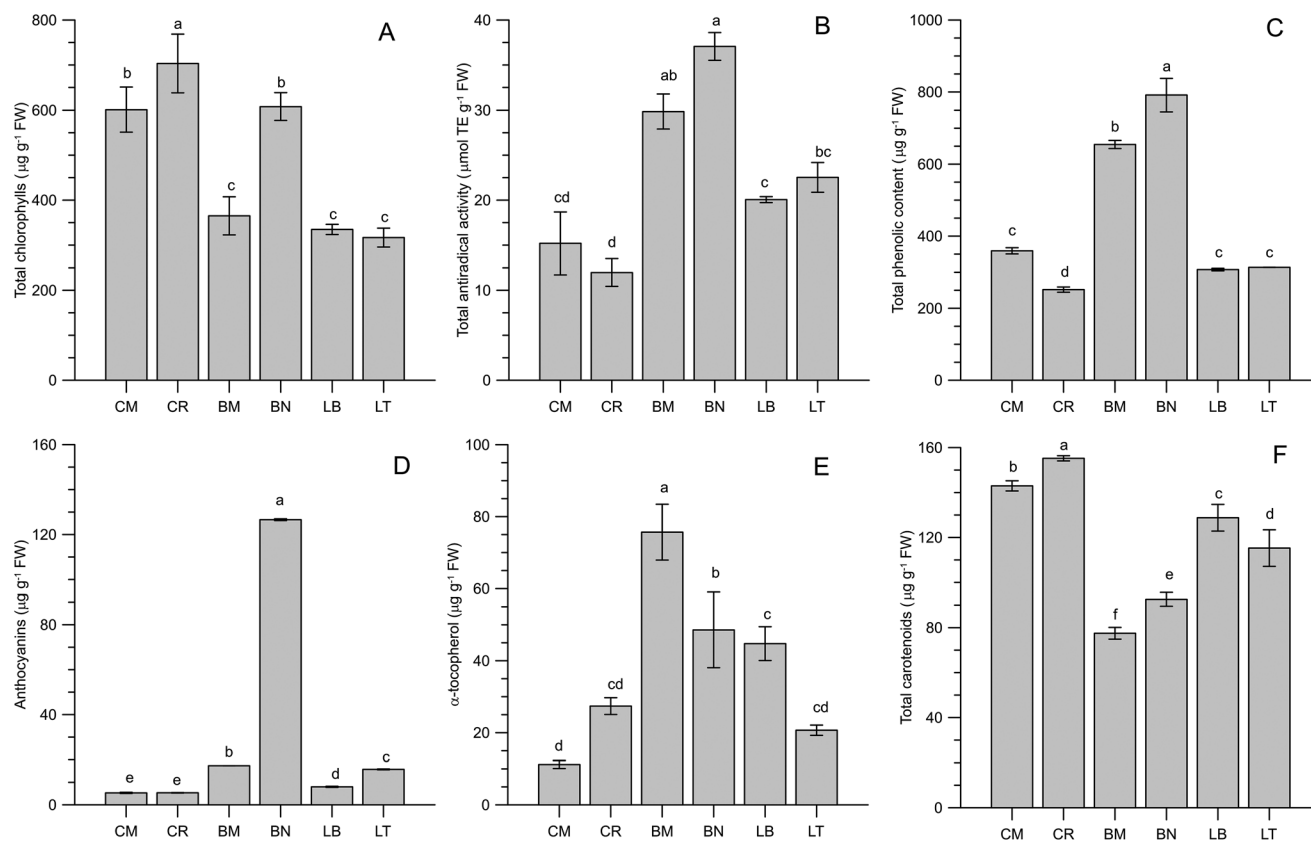 A
Total chlorophylls (µg g-1 FW)
800
600
400
200
0
b
a
c
b
c
c
CM CR BM BN LB LT
B
Total antiradical activity (µmol TE g-1 FW)
40
30
20
10
0
cd
d
ab
a
c
bc
CM CR BM BN LB LT
C
Total phenolic content (µg g-1 FW)
1000
800
600
400
200
0
c
d
b
a
c
c
CM CR BM BN LB LT
D
Anthocyanins (µg g-1 FW)
160
120
80
40
0
e
e
b
a
d
c
CM CR BM BN LB LT
E
α-tocopherol (µg g-1 FW)
100
80
60
40
20
0
d
cd
a
b
c
cd
CM CR BM BN LB LT
F
Total carotenoids (µg g-1 FW)
160
120
80
40
0
b
a
f
e
c
d
CM CR BM BN LB LT